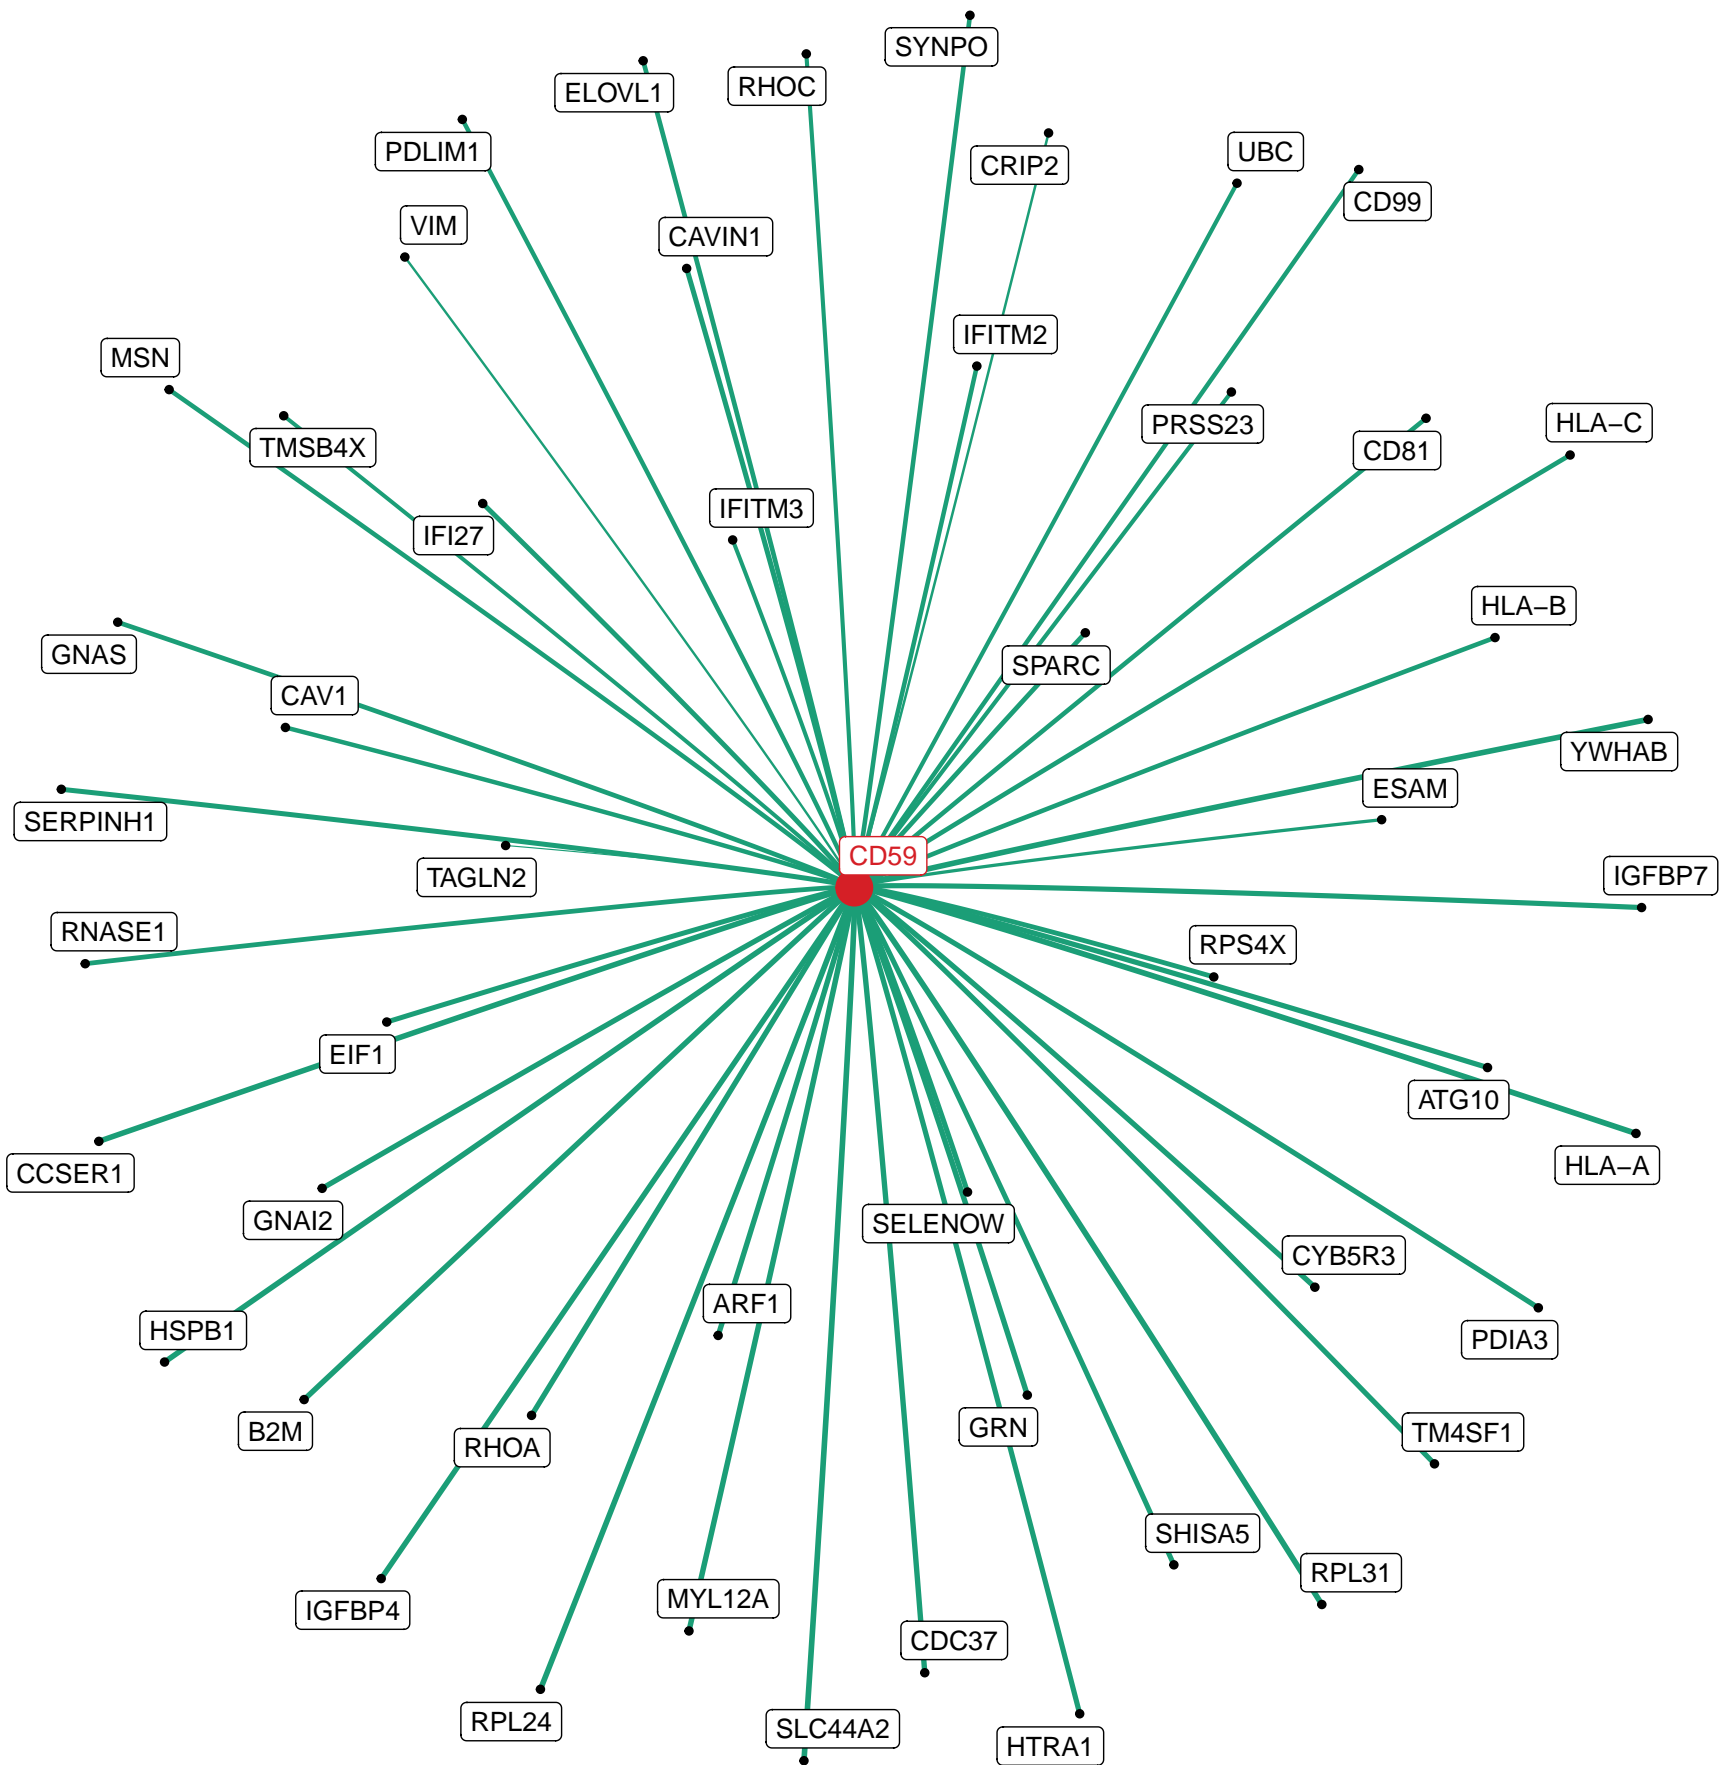 SYNPO
RHOC
ELOVL1
PDLIM1
UBC
CRIP2
CD99
VIM
CAVIN1
IFITM2
MSN
HLA−C
PRSS23
TMSB4X
CD81
IFITM3
IFI27
HLA−B
GNAS
SPARC
CAV1
YWHAB
ESAM
SERPINH1
CD59
TAGLN2
IGFBP7
RNASE1
RPS4X
EIF1
ATG10
HLA−A
CCSER1
GNAI2
SELENOW
CYB5R3
ARF1
HSPB1
PDIA3
GRN
B2M
TM4SF1
RHOA
SHISA5
RPL31
MYL12A
IGFBP4
CDC37
RPL24
SLC44A2
HTRA1